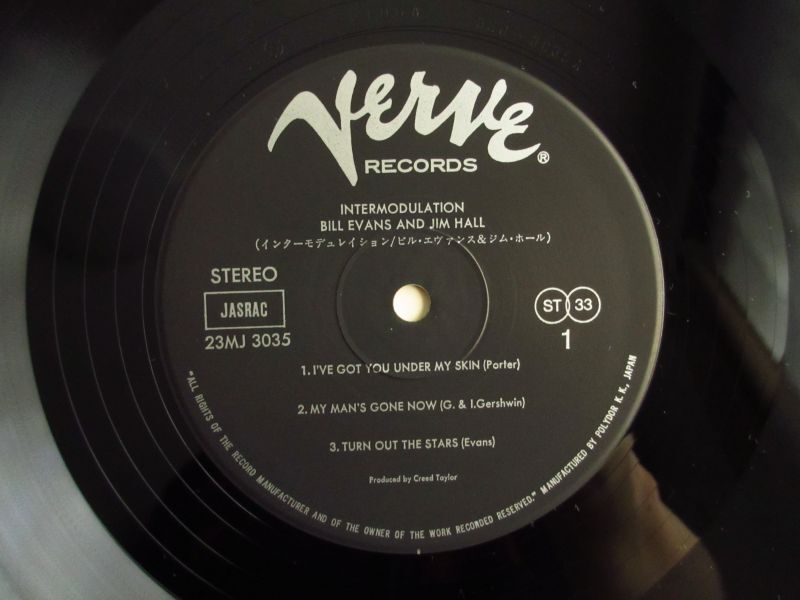 Verve
RECORDS ®
INTERMODULATION
BILL EVANS AND JIM HALL
(インターモデュレイション/ビル・エヴァンス&ジム・ホール)
STEREO
JASRAC
23MJ 3035
ST 33
1
1. I'VE GOT YOU UNDER MY SKIN (Porter)
2. MY MAN'S GONE NOW (G. & I.Gershwin)
3. TURN OUT THE STARS (Evans)
Produced by Creed Taylor
"ALL RIGHTS OF THE RECORD MANUFACTURER AND OF THE OWNER OF THE WORK RECORDED RESERVED." MANUFACTURED BY POLYDOR K. K., JAPAN